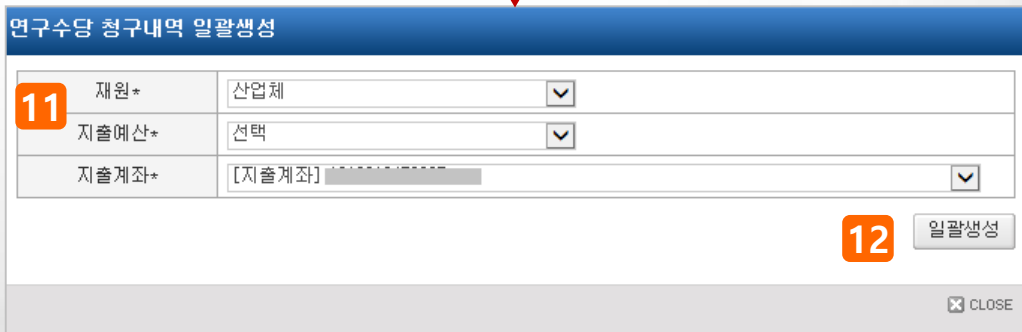 연구수당 청구내역 일괄생성
11
재원* 산업체
지출예산* 선택
지출계좌* [지출계좌]
12
일괄생성
CLOSE